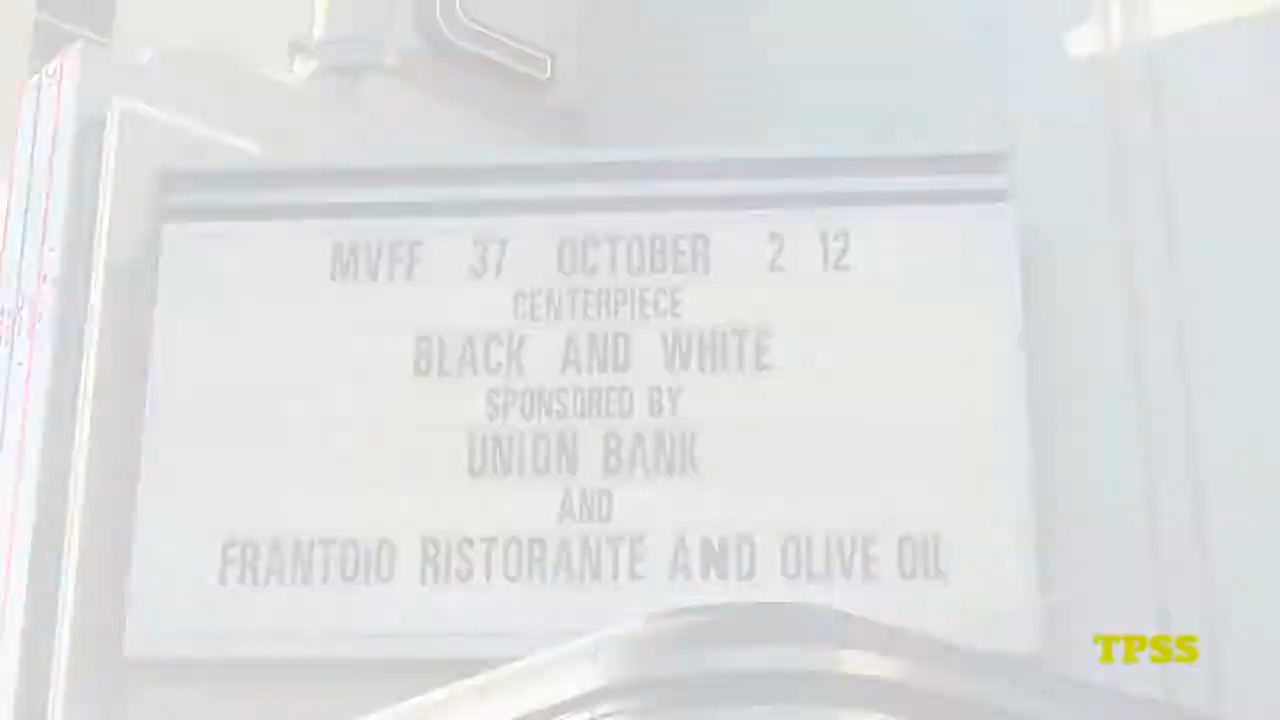 MVFF 37 OCTOBER 2 12
CENTERPIECE
BLACK AND WHITE
SPONSORED BY
UNION BANK
AND
FRANTOIO RISTORANTE AND OLIVE OIL
TPSS